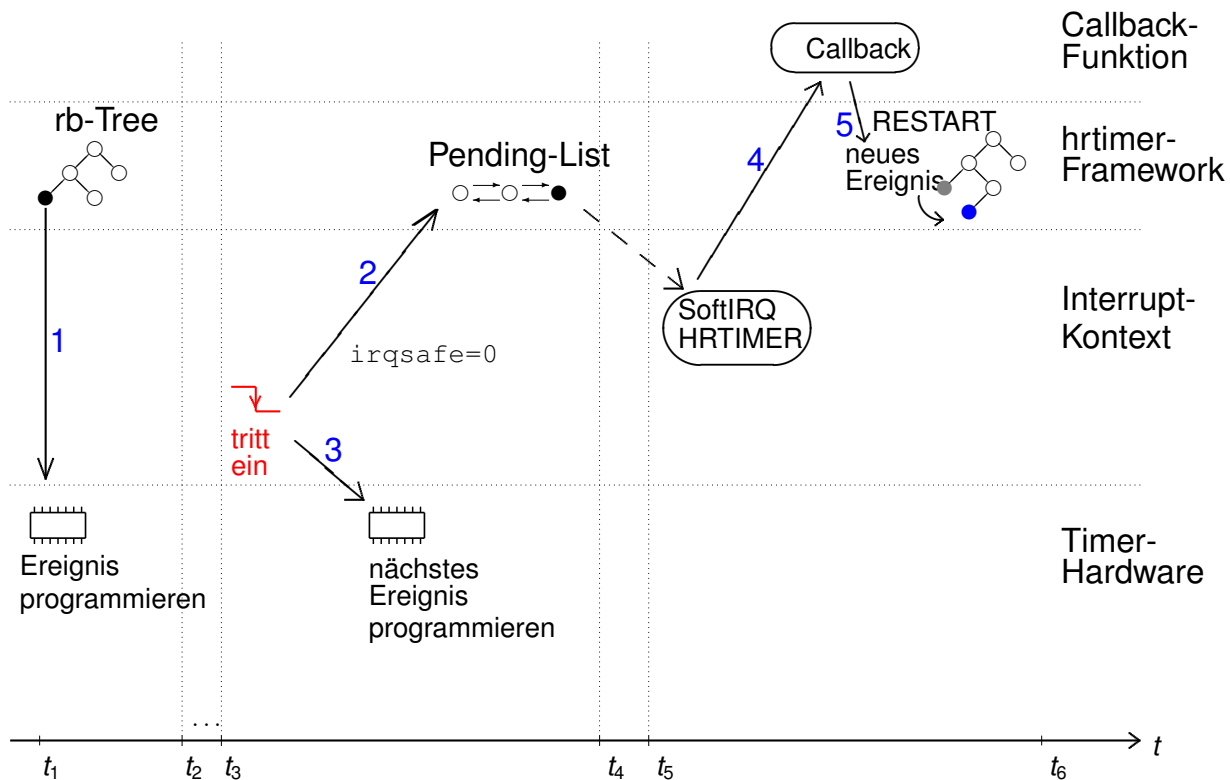 Callback-
Funktion
Callback
rb-Tree
Pending-List
4
5
RESTART
neues
Ereignis
hrtimer-
Framework
1
2
irqsafe=0
SoftIRQ
HRTIMER
Interrupt-
Kontext
tritt
ein
3
Ereignis
programmieren
nächstes
Ereignis
programmieren
Timer-
Hardware
...
t1
t2
t3
t4
t5
t6
t